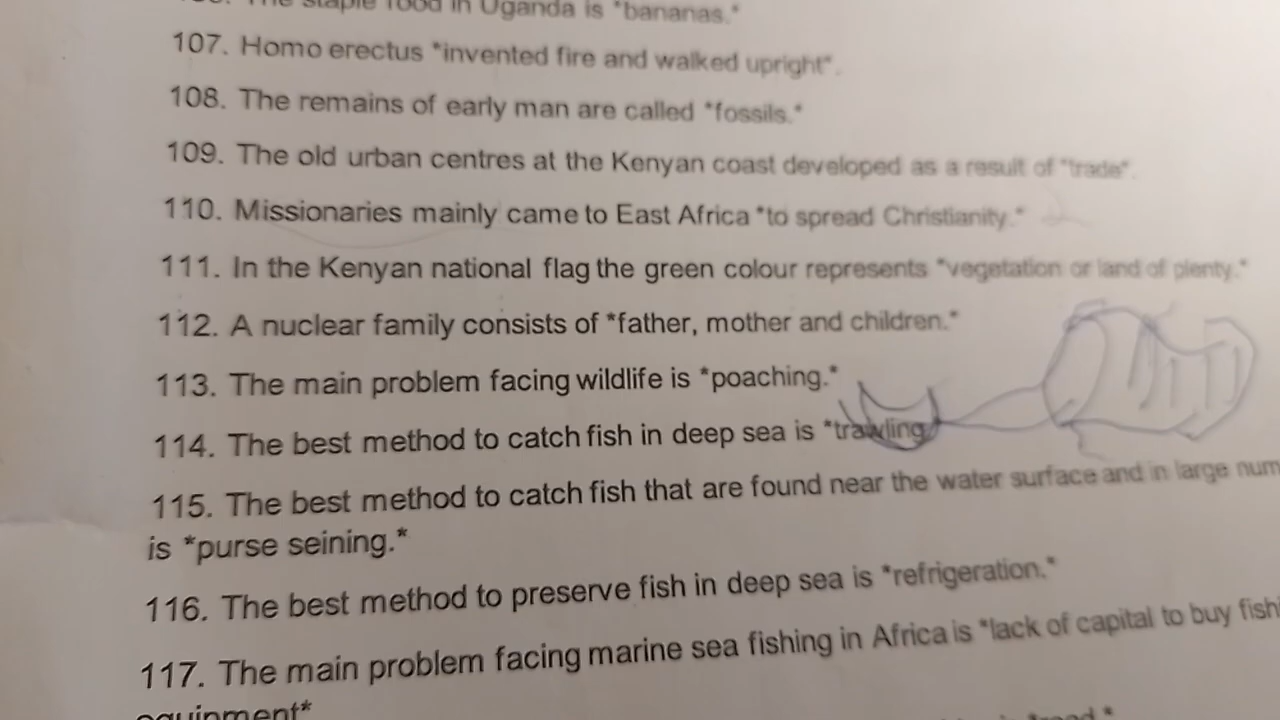 The staple food in Uganda is *bananas.*
107. Homo erectus *invented fire and walked upright*.
108. The remains of early man are called *fossils.*
109. The old urban centres at the Kenyan coast developed as a result of *trade*.
110. Missionaries mainly came to East Africa *to spread Christianity.*
111. In the Kenyan national flag the green colour represents *vegetation or land of plenty.*
112. A nuclear family consists of *father, mother and children.*
113. The main problem facing wildlife is *poaching.*
114. The best method to catch fish in deep sea is *trawling
115. The best method to catch fish that are found near the water surface and in large num
is *purse seining.*
116. The best method to preserve fish in deep sea is *refrigeration.*
117. The main problem facing marine sea fishing in Africa is *lack of capital to buy fish
equipment*